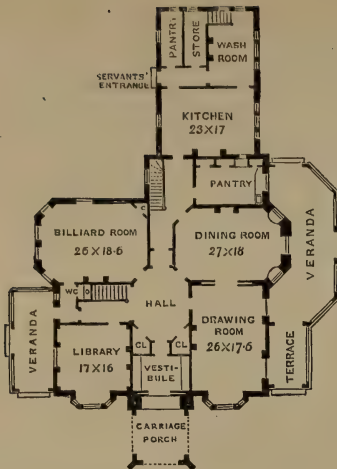 PANTRY
STORE
WASH
ROOM
SERVANTS'
ENTRANCE
KITCHEN
23X17
PANTRY
C
BILLIARD ROOM
26X18·6
DINING ROOM
27X18
VERANDA
WC
HALL
VERANDA
LIBRARY
17X16
CL
CL
VESTI-
BULE
DRAWING
ROOM
26X17·6
TERRACE
CARRIAGE
PORCH